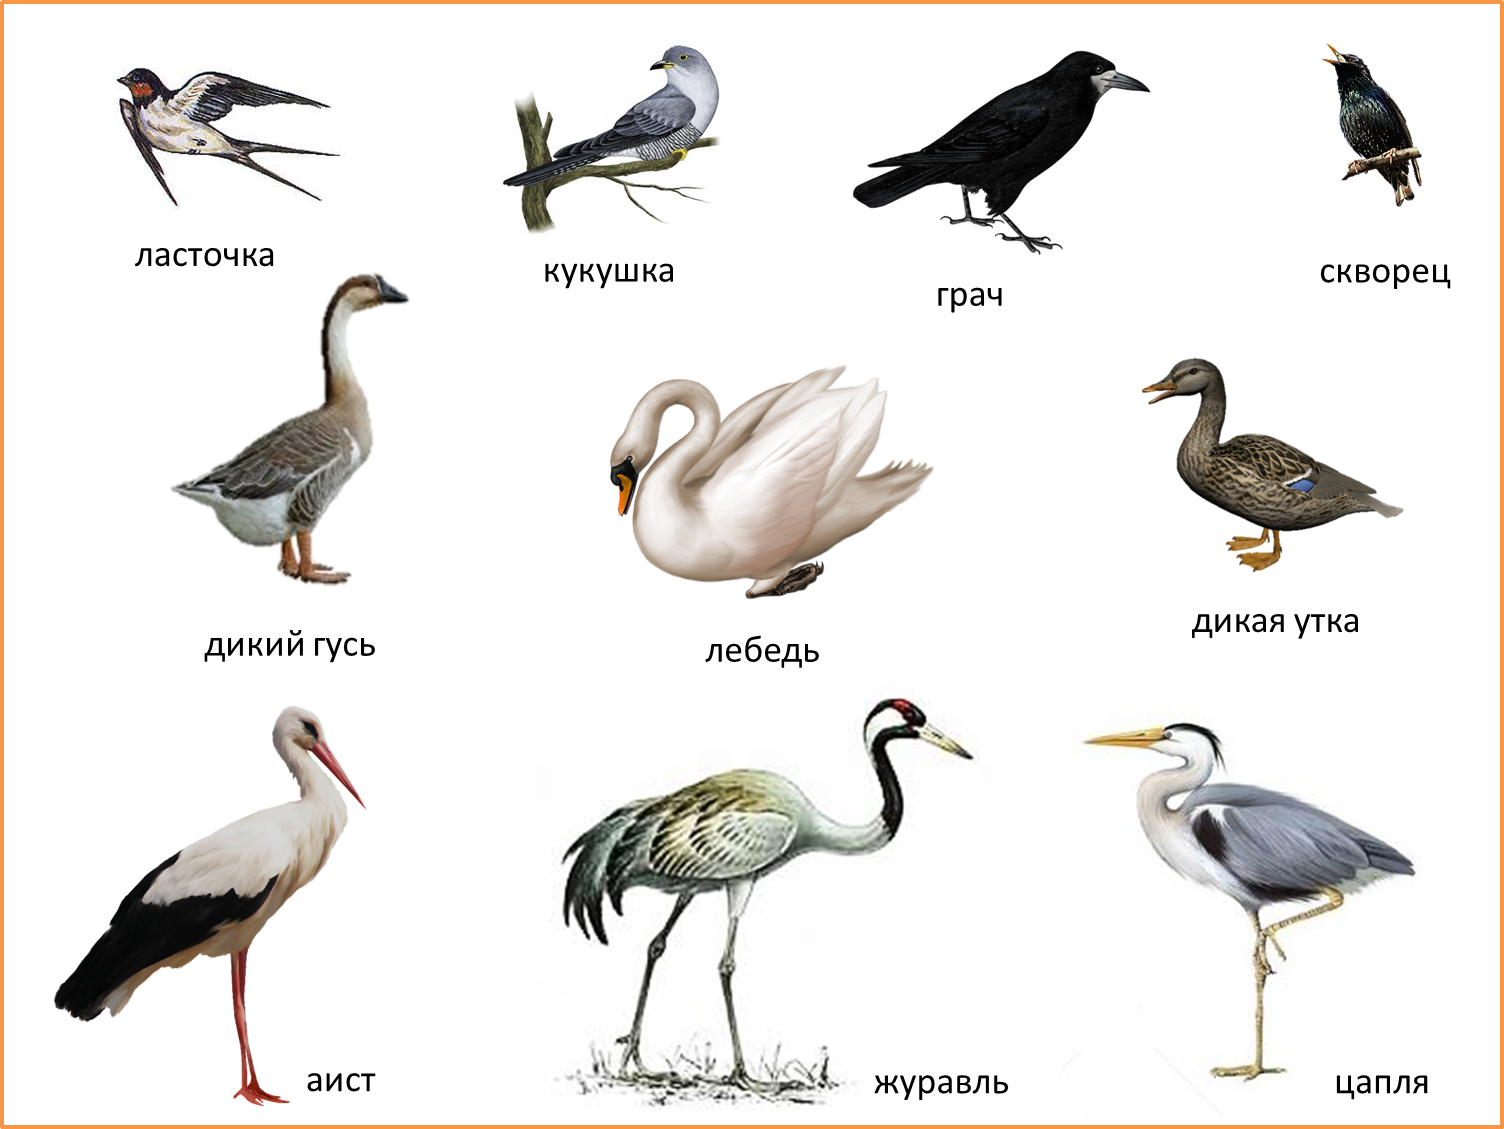 ласточка
кукушка
грач
скворец
дикий гусь
лебедь
дикая утка
аист
журавль
цапля